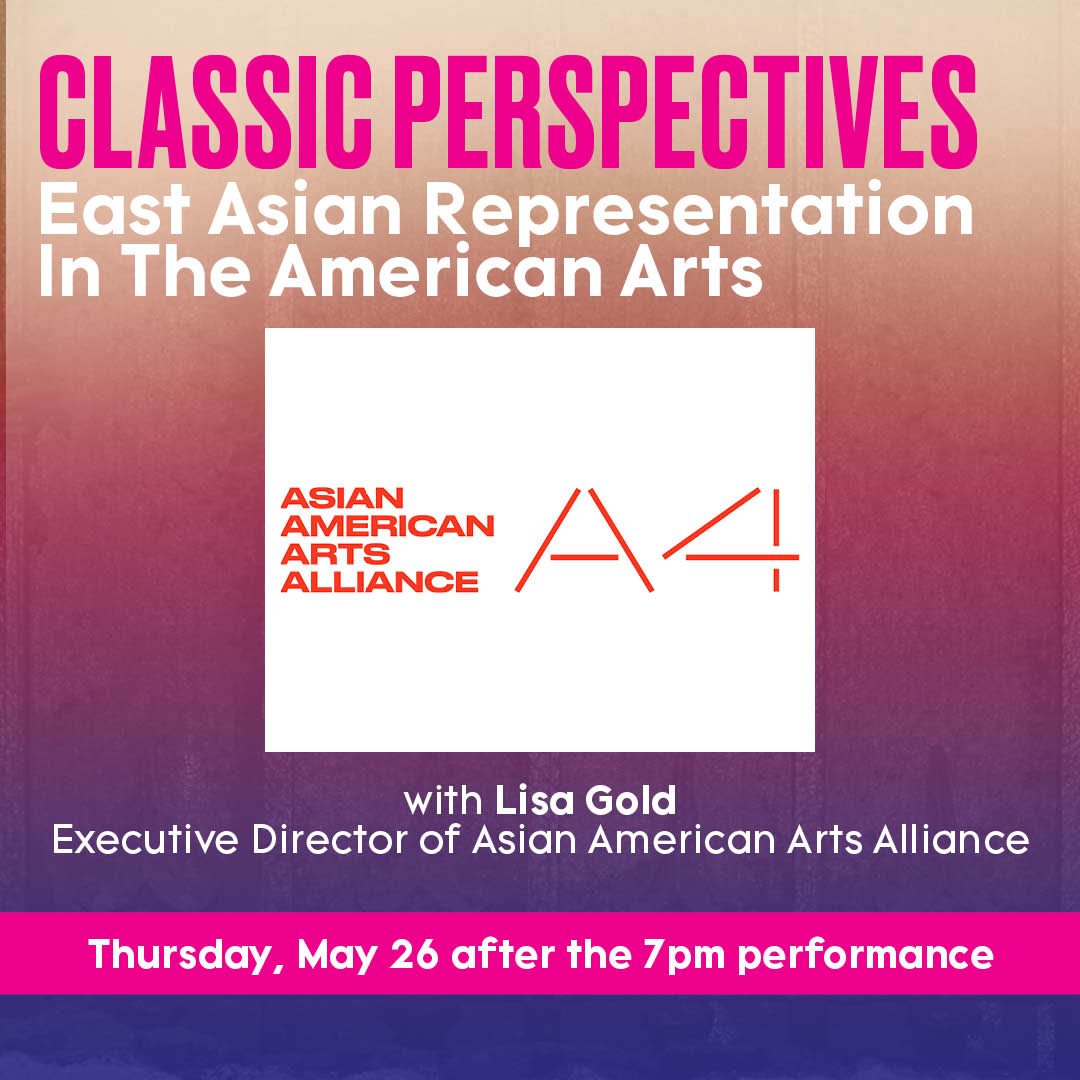 CLASSIC PERSPECTIVES
East Asian Representation
In The American Arts
ASIAN
AMERICAN
ARTS
ALLIANCE
A4
with Lisa Gold
Executive Director of Asian American Arts Alliance
Thursday, May 26 after the 7pm performance